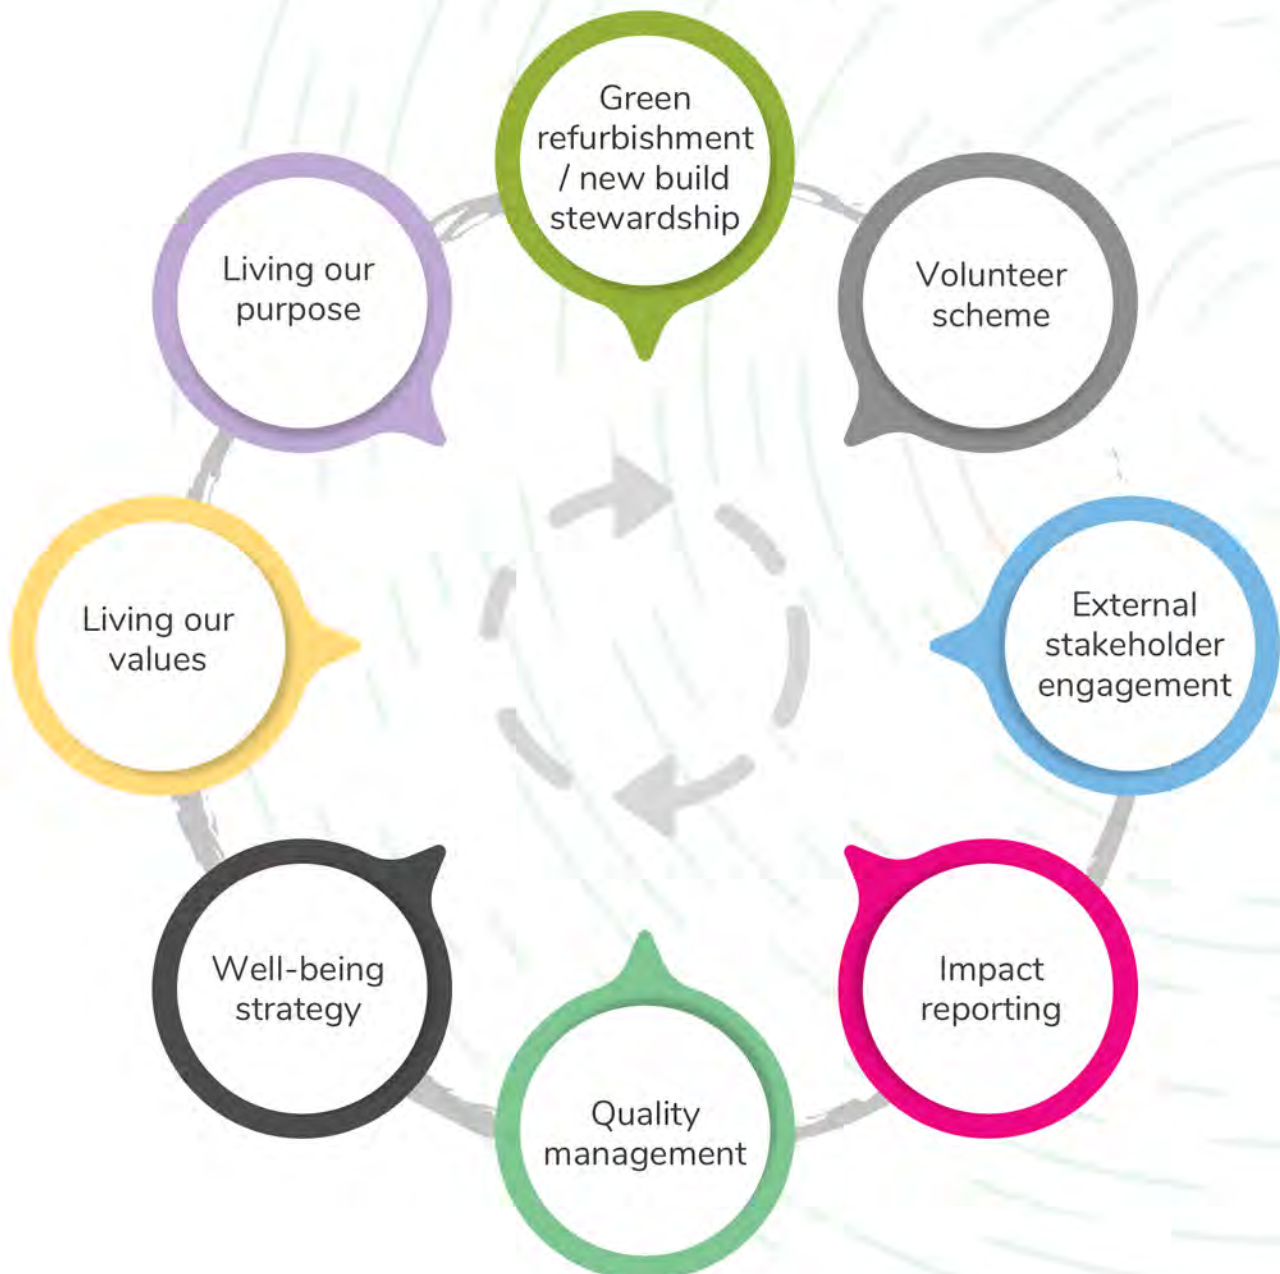 Green
refurbishment
/ new build
stewardship
Volunteer
scheme
External
stakeholder
engagement
Impact
reporting
Quality
management
Well-being
strategy
Living our
values
Living our
purpose